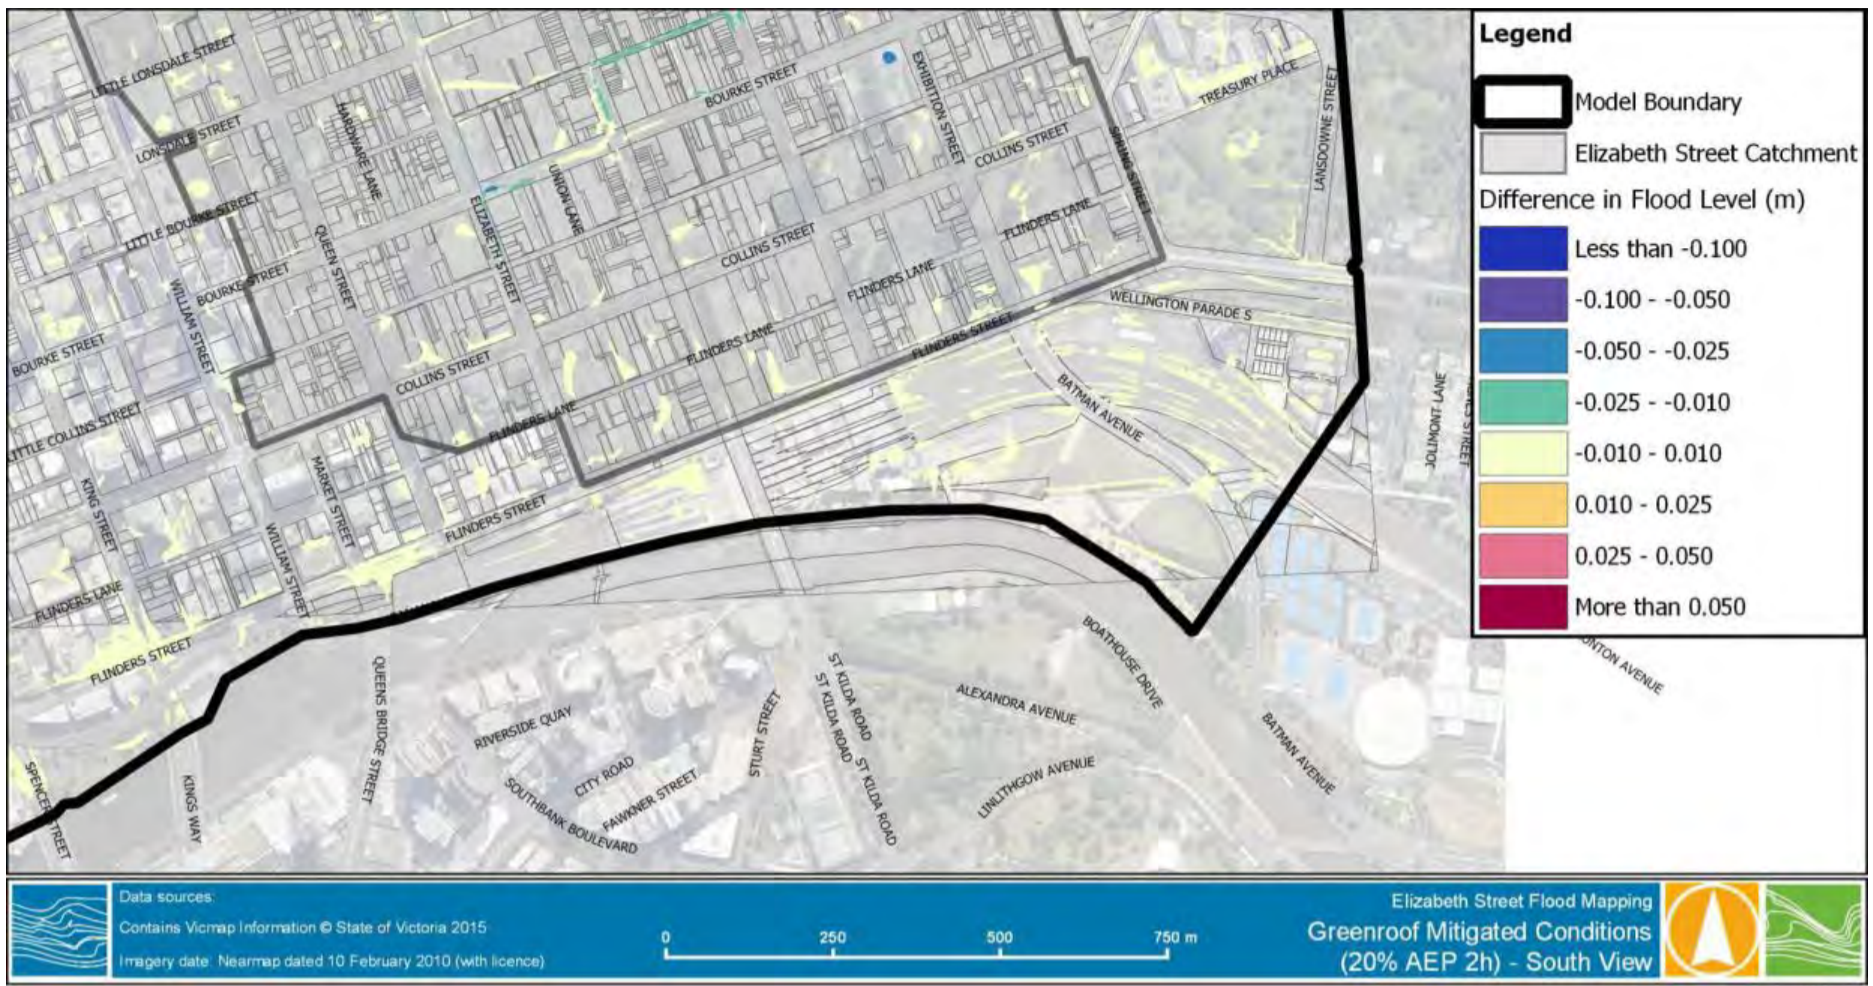 LITTLE LONSDALE STREET
LONSDALE STREET
HARDWARE LANE
LITTLE BOURKE STREET
QUEEN STREET
BOURKE STREET
BOURKE STREET
WILLIAM STREET
LITTLE COLLINS STREET
KING STREET
MARKET STREET
WILLIAM STREET
FLINDERS LANE
FLINDERS STREET
SPENCER STREET
KINGS WAY
QUEENS BRIDGE STREET
ELIZABETH STREET
UNION LANE
BOURKE STREET
EXHIBITION STREET
COLLINS STREET
SPRING STREET
TREASURY PLACE
LANSDOWNE STREET
COLLINS STREET
FLINDERS LANE
FLINDERS LANE
COLLINS STREET
FLINDERS LANE
FLINDERS LANE
FLINDERS STREET
FLINDERS STREET
WELLINGTON PARADE S
BATMAN AVENUE
JOLIMONT LANE
STREET
RIVERSIDE QUAY
CITY ROAD
FAWKNER STREET
SOUTHBANK BOULEVARD
STURT STREET
ST KILDA ROAD
ST KILDA ROAD
ST KILDA ROAD
ALEXANDRA AVENUE
LINLITHGOW AVENUE
BOATHOUSE DRIVE
BATMAN AVENUE
UNTON AVENUE
Legend
Model Boundary
Elizabeth Street Catchment
Difference in Flood Level (m)
Less than -0.100
-0.100 - -0.050
-0.050 - -0.025
-0.025 - -0.010
-0.010 - 0.010
0.010 - 0.025
0.025 - 0.050
More than 0.050
Data sources:
Contains Vicmap Information © State of Victoria 2015
Imagery date: Nearmap dated 10 February 2010 (with licence)
0 250 500 750 m
Elizabeth Street Flood Mapping
Greenroof Mitigated Conditions
(20% AEP 2h) - South View